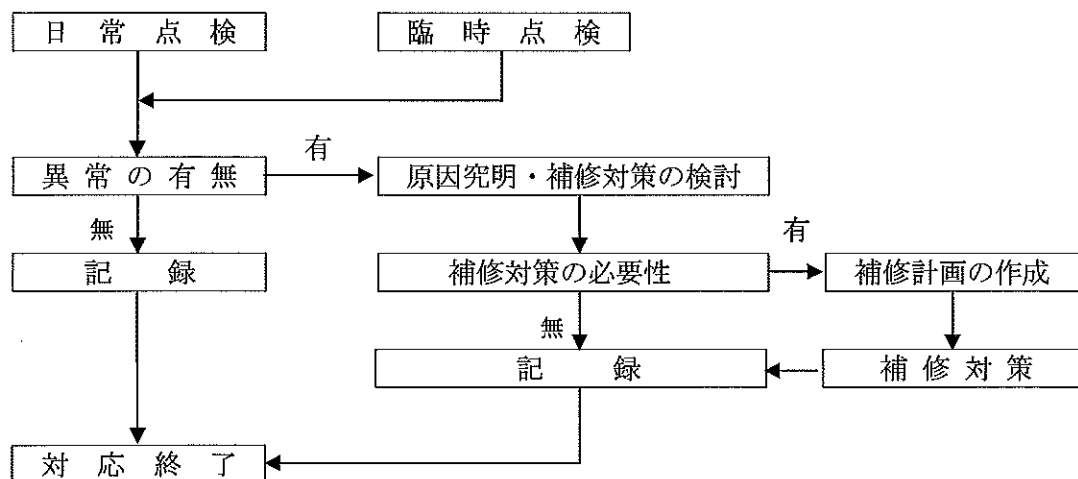 日常点検
臨時点検
有
異常の有無
原因究明・補修対策の検討
無
有
記録
補修対策の必要性
補修計画の作成
無
記録
補修対策
対応終了